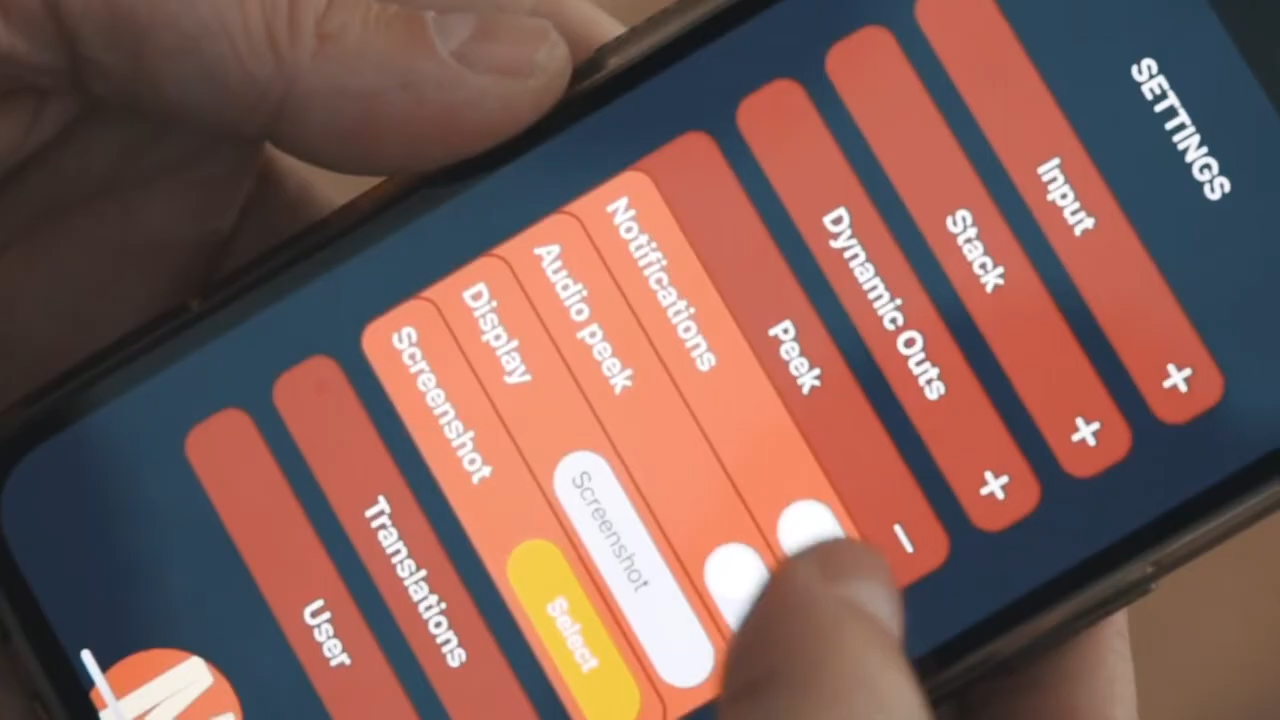 SETTINGS
Input +
Stack +
Dynamic Outs +
Peek −
Notifications
Audio peek
Display Screenshot
Screenshot Select
Translations
User